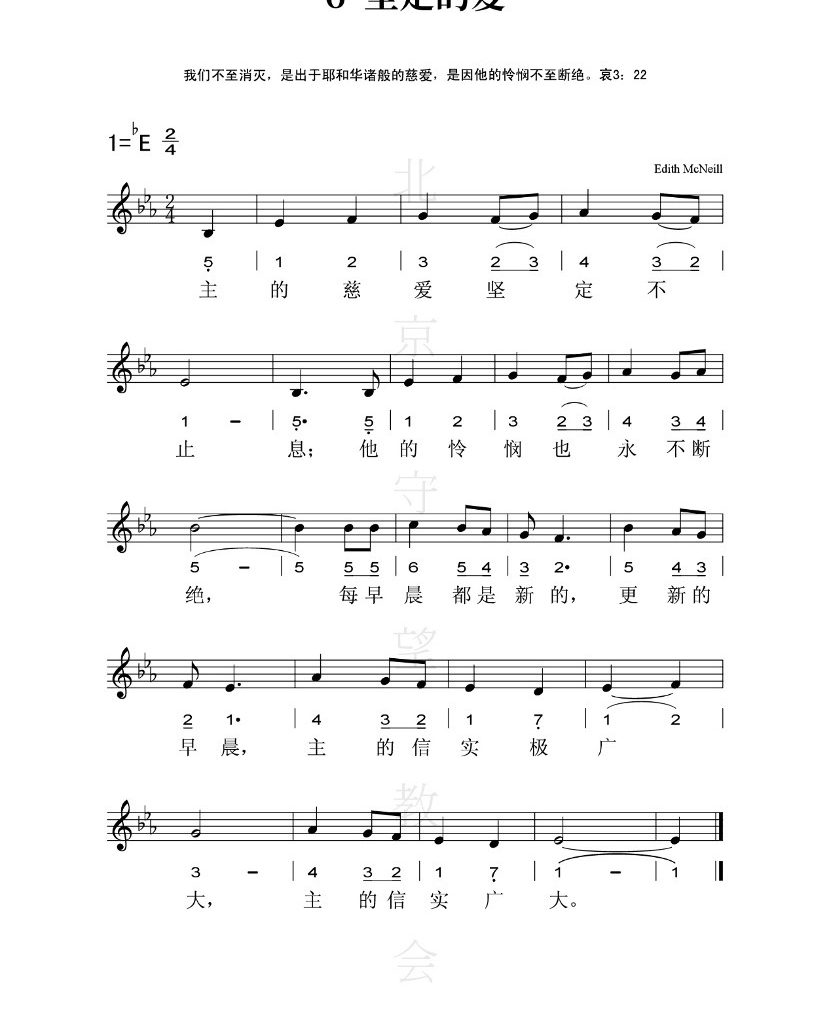 6 坚定的爱
我们不至消灭，是出于耶和华诸般的慈爱，是因他的怜悯不至断绝。哀3：22
1=♭E 2/4
Edith McNeill
5 | 1 2 | 3 2 3 | 4 3 2 |
主 的 慈 爱 坚 定 不
1 – | 5• 5 | 1 2 | 3 2 3 | 4 3 4 |
止 息； 他 的 怜 悯 也 永 不 断
5 – | 5 5 5 | 6 5 4 | 3 2• | 5 4 3 |
绝， 每 早 晨 都 是 新 的， 更 新 的
2 1• | 4 3 2 | 1 7 | 1 2 |
早 晨， 主 的 信 实 极 广
3 – | 4 3 2 | 1 7 | 1 – | 1 ‖
大， 主 的 信 实 广 大。
北京守望教会